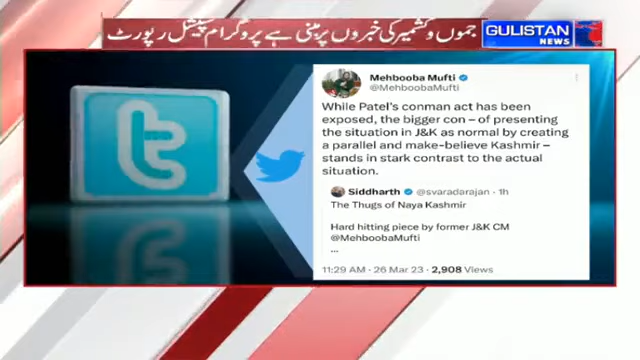 جموں و کشمیر کی خبروں پر مبنی ہے پروگرام سپیشل رپورٹ
GULISTAN
NEWS
t
Mehbooba Mufti
@MehboobaMufti
While Patel's conman act has been
exposed, the bigger con – of presenting
the situation in J&K as normal by creating
a parallel and make-believe Kashmir –
stands in stark contrast to the actual
situation.
Siddharth @svaradarajan · 1h
The Thugs of Naya Kashmir
Hard hitting piece by former J&K CM
@MehboobaMufti
...
11:29 AM · 26 Mar 23 · 2,908 Views